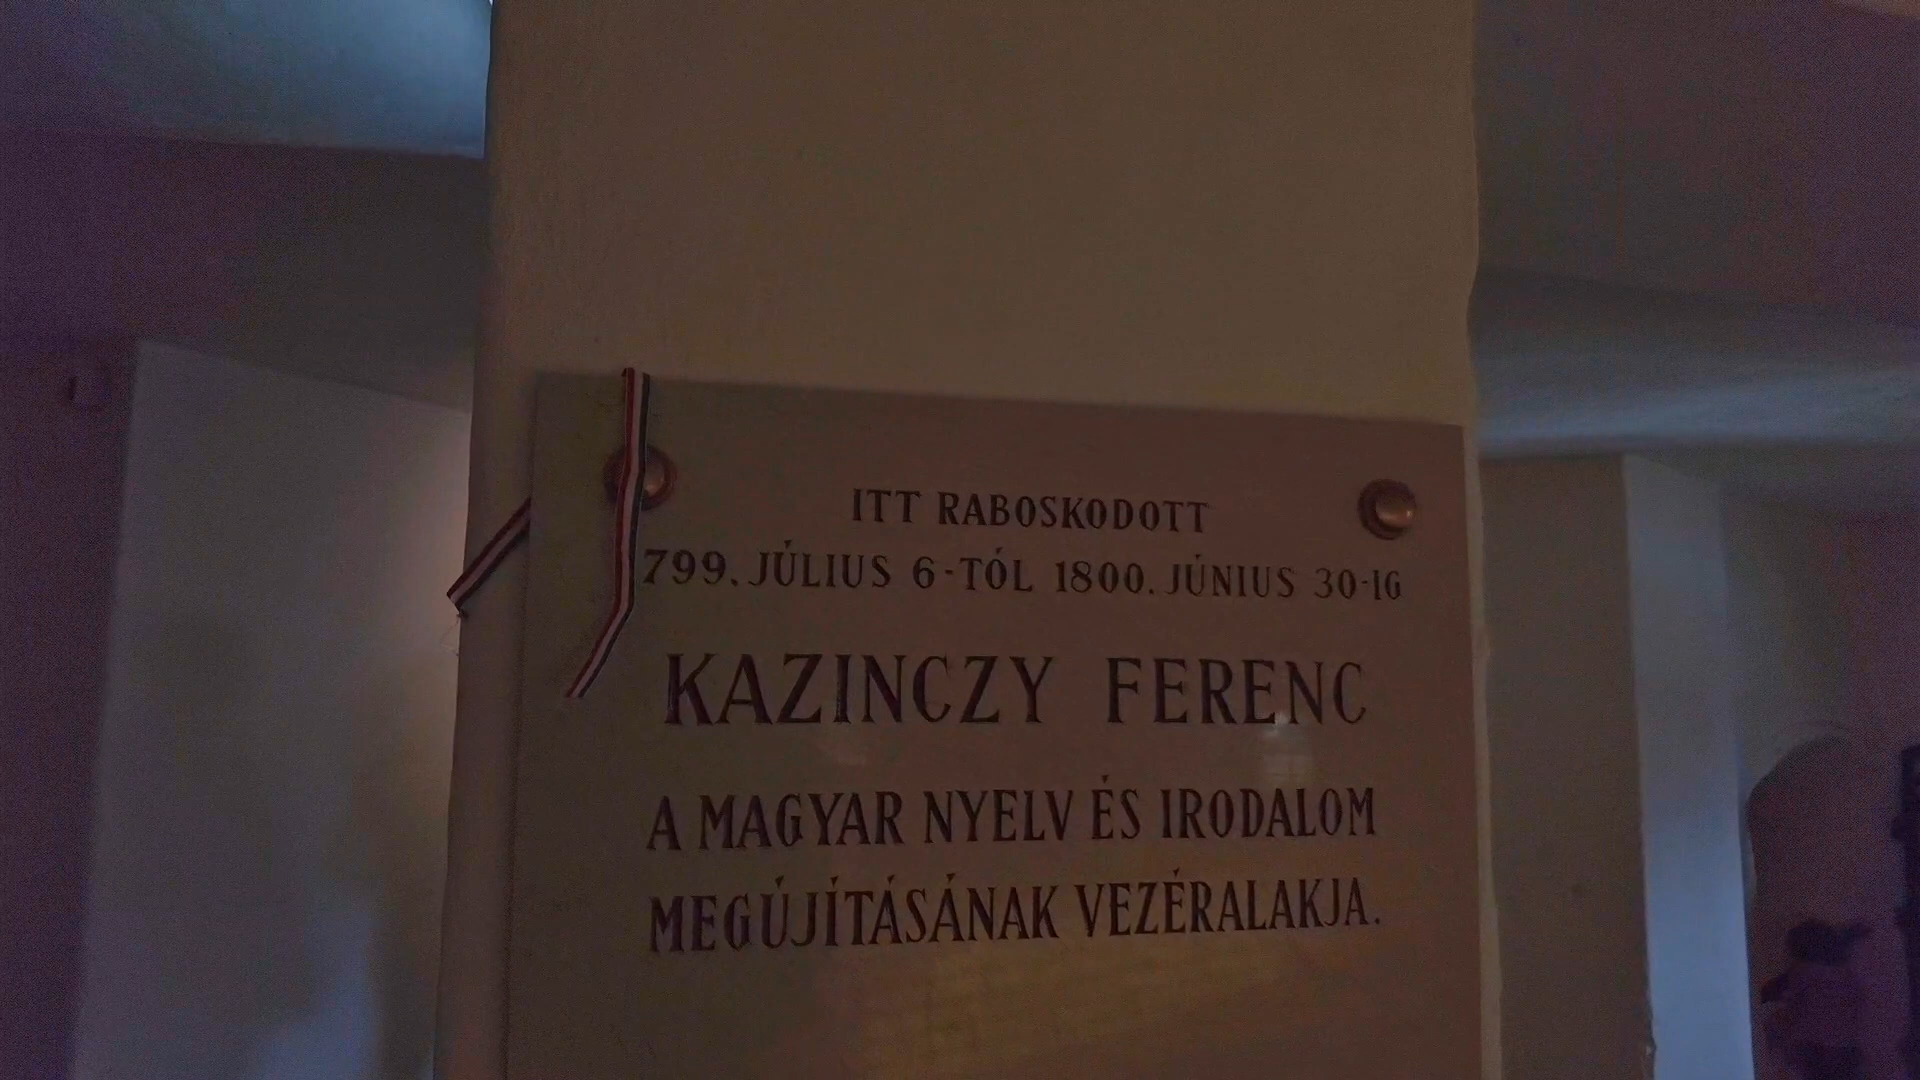 ITT RABOSKODOTT
799. JÚLIUS 6-TÓL 1800. JÚNIUS 30-IG
KAZINCZY FERENC
A MAGYAR NYELV ÉS IRODALOM
MEGÚJÍTÁSÁNAK VEZÉRALAKJA.